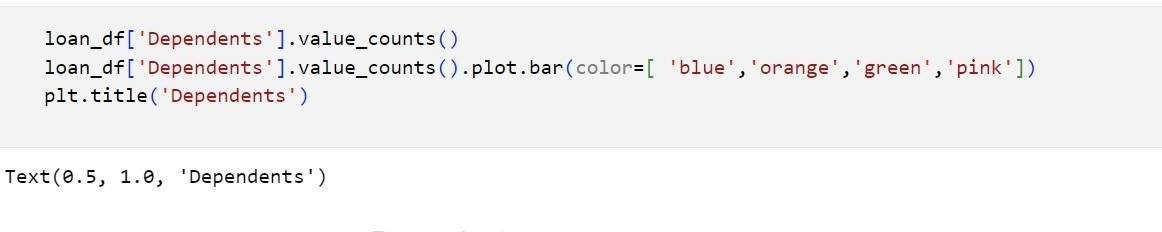 loan_df['Dependents'].value_counts()
loan_df['Dependents'].value_counts().plot.bar(color=[ 'blue','orange','green','pink'])
plt.title('Dependents')
Text(0.5, 1.0, 'Dependents')